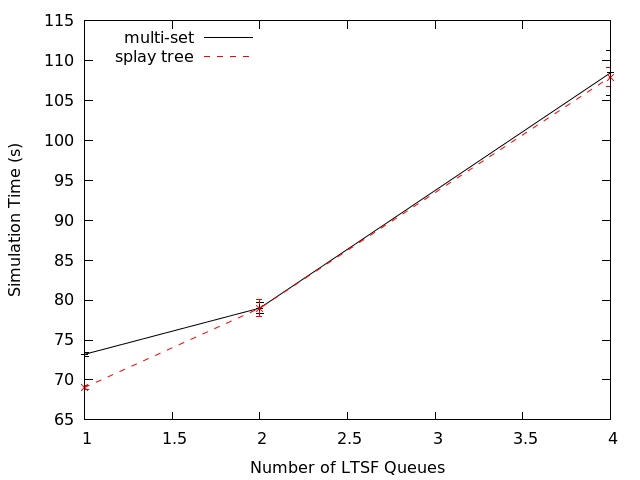 115
110
105
100
95
90
85
80
75
70
65
Simulation Time (s)
multi-set
splay tree
1 1.5 2 2.5 3 3.5 4
Number of LTSF Queues